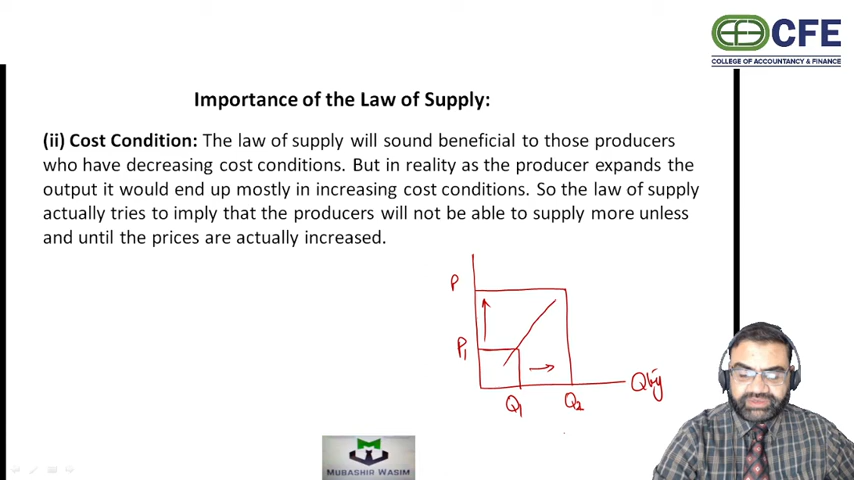 CFE
COLLEGE OF ACCOUNTANCY & FINANCE
Importance of the Law of Supply:
(ii) Cost Condition: The law of supply will sound beneficial to those producers
who have decreasing cost conditions. But in reality as the producer expands the
output it would end up mostly in increasing cost conditions. So the law of supply
actually tries to imply that the producers will not be able to supply more unless
and until the prices are actually increased.
P
P1
Q1 Q2 Qty
MUBASHIR WASIM